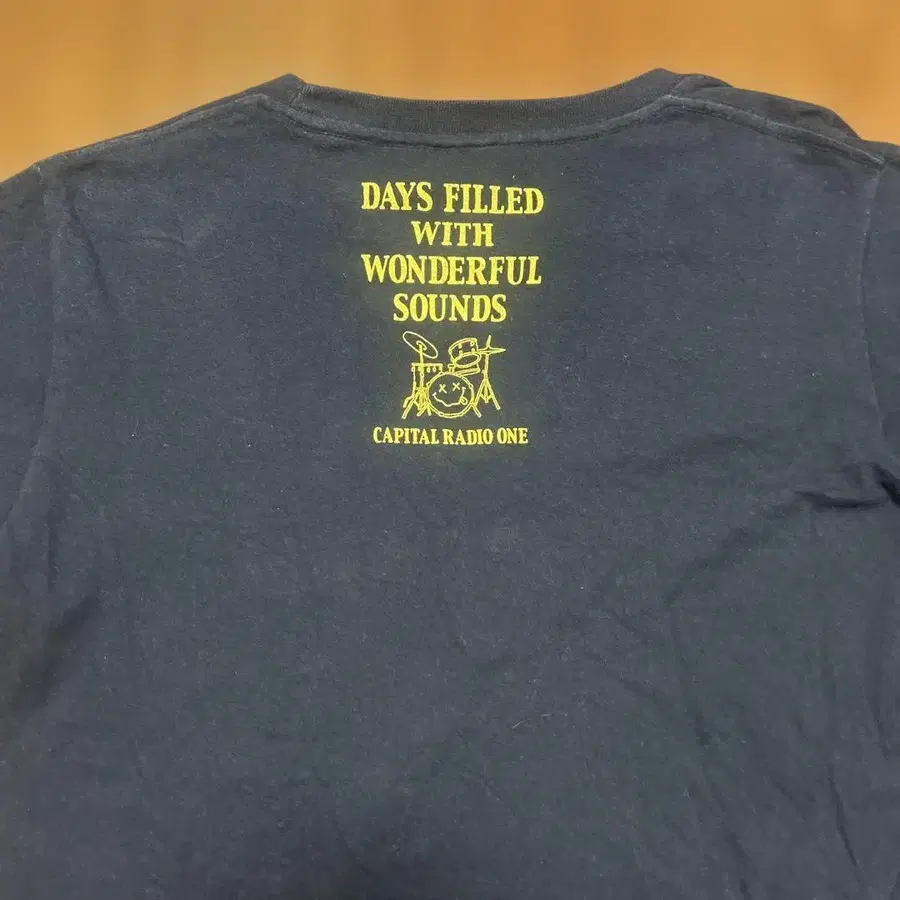 DAYS FILLED
WITH
WONDERFUL
SOUNDS
CAPITAL RADIO ONE